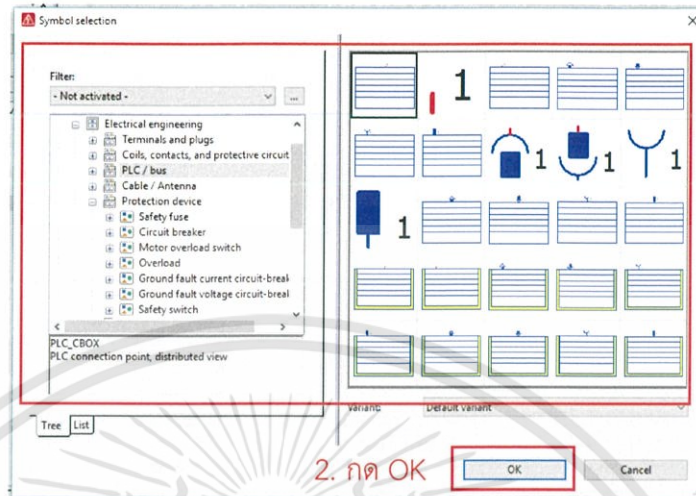 Symbol selection
Filter:
- Not activated -
...
Electrical engineering
Terminals and plugs
Coils, contacts, and protective circuit
PLC / bus
Cable / Antenna
Protection device
Safety fuse
Circuit breaker
Motor overload switch
Overload
Ground fault current circuit-breal
Ground fault voltage circuit-breal
Safety switch
PLC_CBOX
PLC connection point, distributed view
Tree
List
1
1
1
1
1
Variant:
Default variant
2. กด OK
OK
Cancel